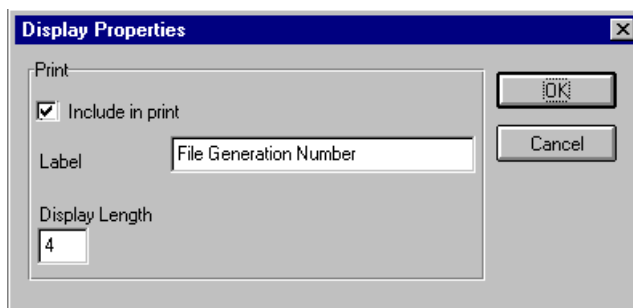 Display Properties
Print
OK
Include in print
Cancel
Label File Generation Number
Display Length
4